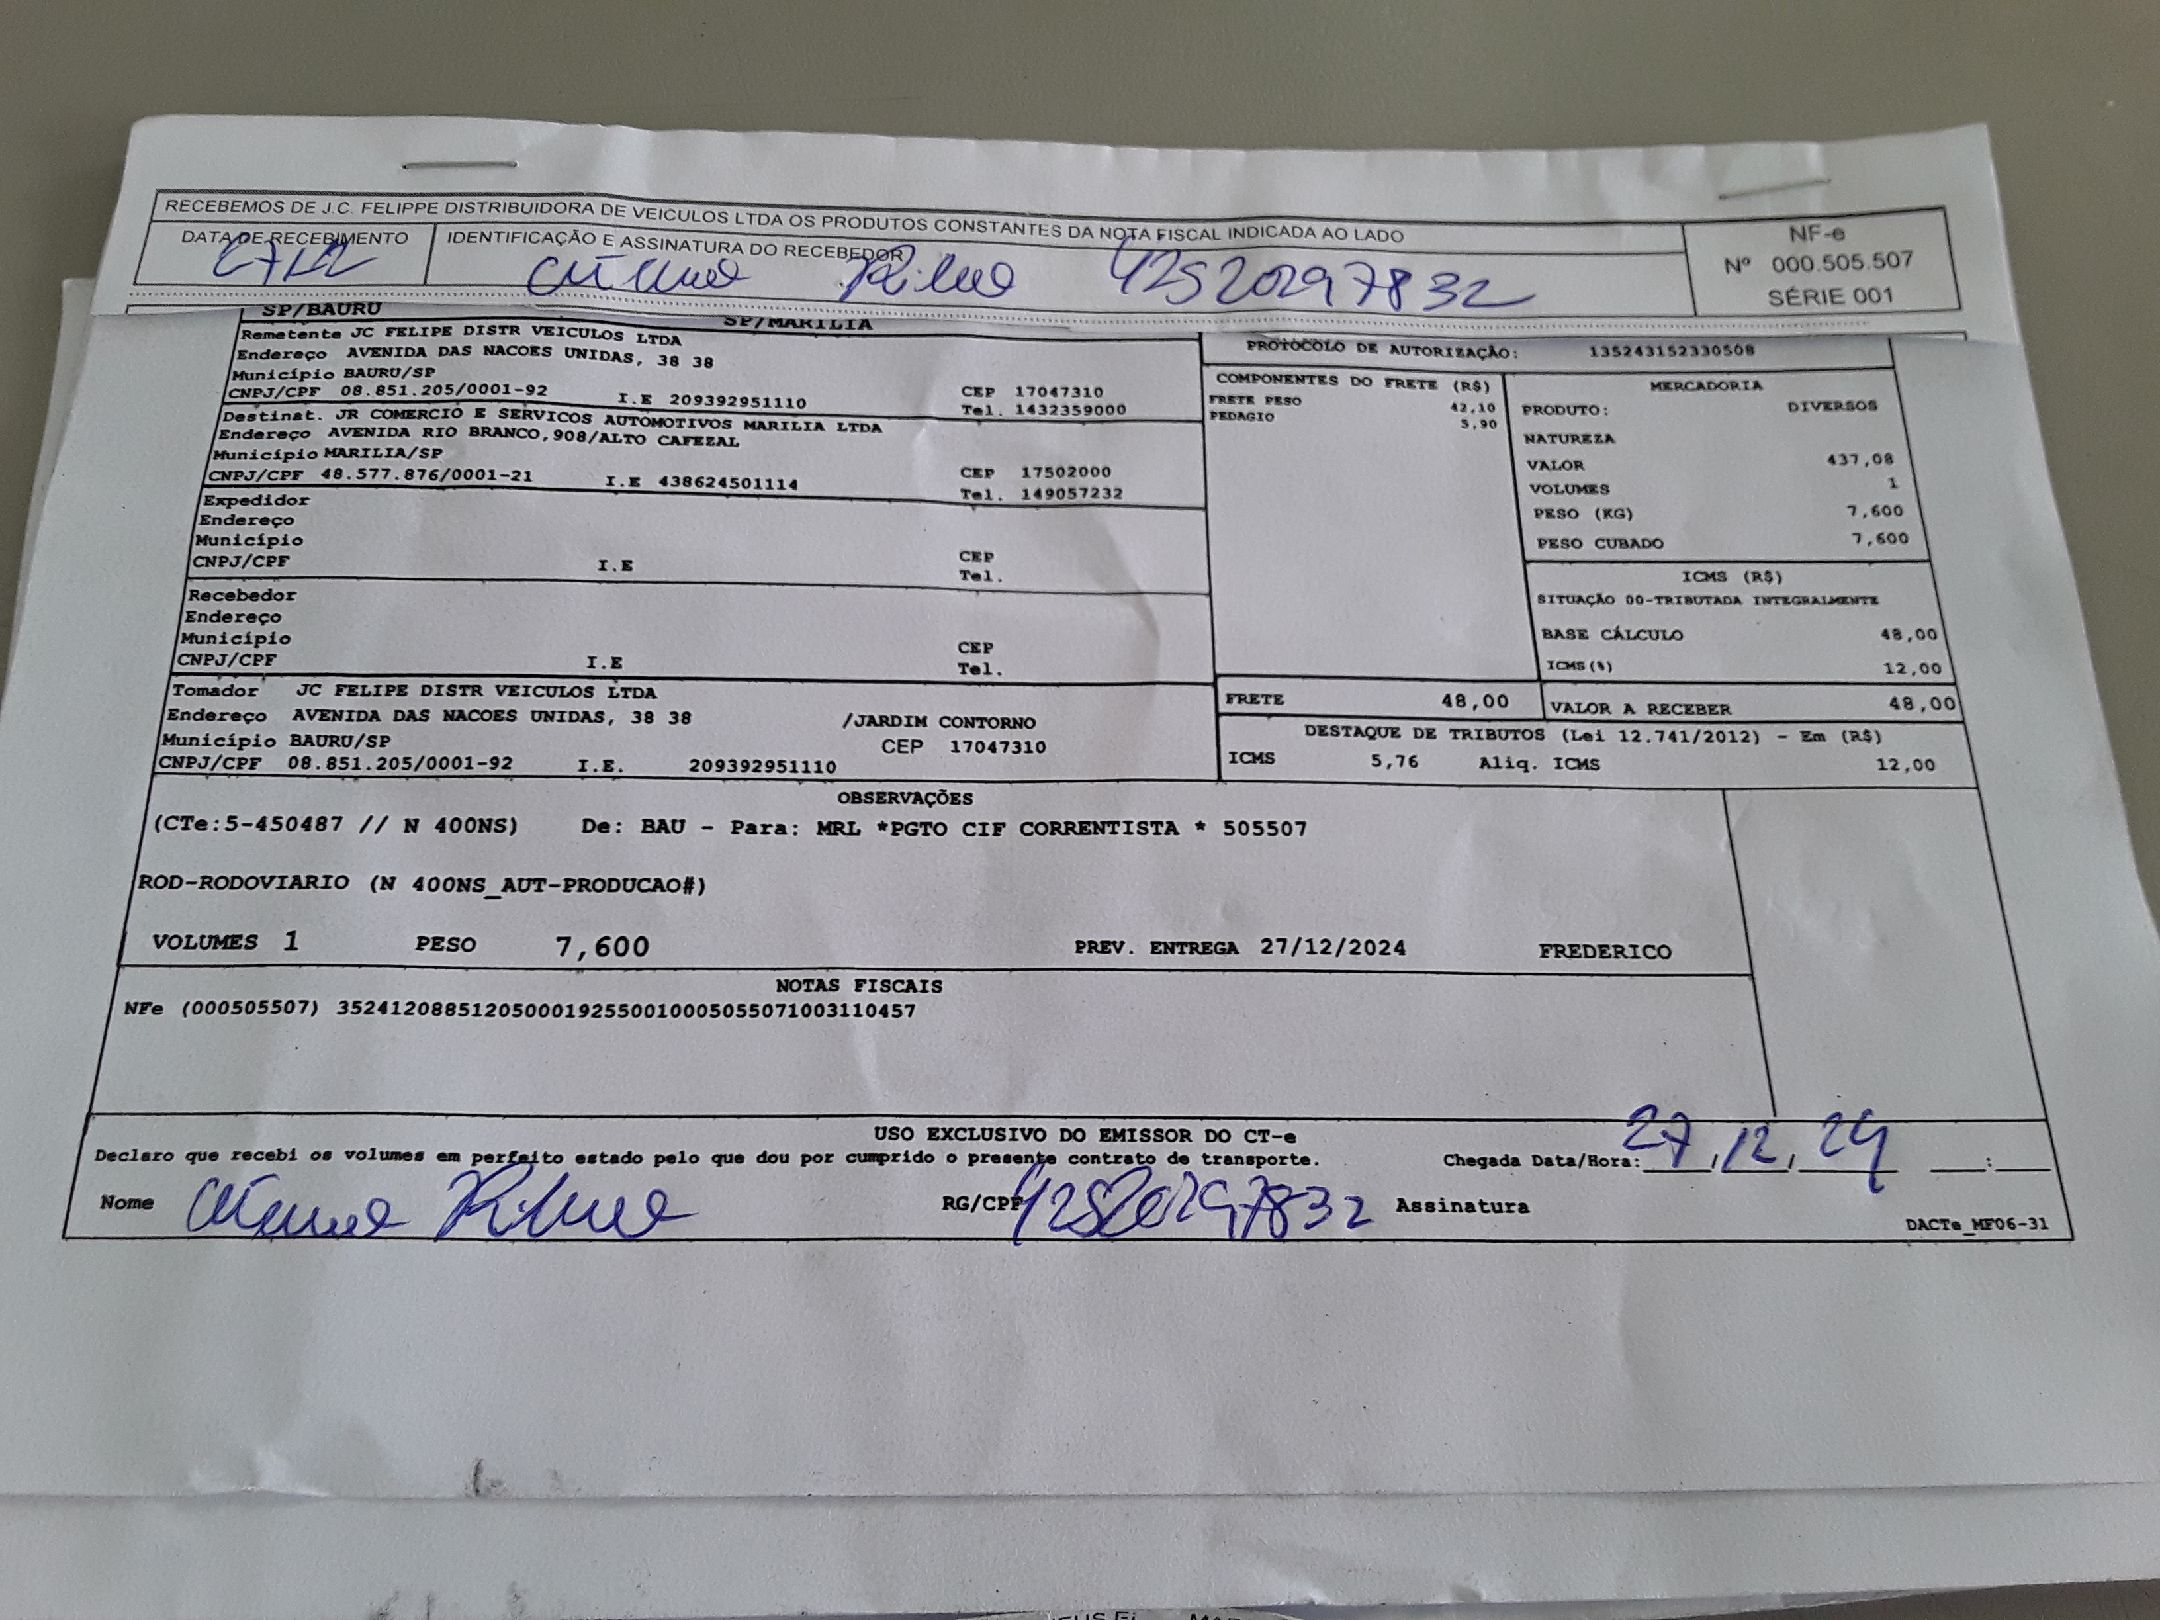 RECEBEMOS DE J.C. FELIPPE DISTRIBUIDORA DE VEICULOS LTDA OS PRODUTOS CONSTANTES DA NOTA FISCAL INDICADA AO LADO
DATA DE RECEBIMENTO
27/12
IDENTIFICAÇÃO E ASSINATURA DO RECEBEDOR
42520297832
NF-e
Nº 000.505.507
SÉRIE 001
SP/BAURU SP/MARILIA
Remetente JC FELIPE DISTR VEICULOS LTDA
Endereço AVENIDA DAS NACOES UNIDAS, 38 38
Município BAURU/SP
CNPJ/CPF 08.851.205/0001-92 I.E 209392951110
CEP 17047310
Tel. 1432359000
Destinat. JR COMERCIO E SERVICOS AUTOMOTIVOS MARILIA LTDA
Endereço AVENIDA RIO BRANCO,908/ALTO CAFEZAL
Município MARILIA/SP
CNPJ/CPF 48.577.876/0001-21 I.E 438624501114
CEP 17502000
Tel. 149057232
Expedidor
Endereço
Município
CNPJ/CPF I.E
CEP
Tel.
Recebedor
Endereço
Município
CNPJ/CPF I.E
CEP
Tel.
Tomador JC FELIPE DISTR VEICULOS LTDA
Endereço AVENIDA DAS NACOES UNIDAS, 38 38 /JARDIM CONTORNO
Município BAURU/SP CEP 17047310
CNPJ/CPF 08.851.205/0001-92 I.E. 209392951110
PROTOCOLO DE AUTORIZAÇÃO: 135243152330508
COMPONENTES DO FRETE (R$)
FRETE PESO 42,10
PEDAGIO 5,90
MERCADORIA
PRODUTO: DIVERSOS
NATUREZA
VALOR 437,08
VOLUMES 1
PESO (KG) 7,600
PESO CUBADO 7,600
ICMS (R$)
SITUAÇÃO 00-TRIBUTADA INTEGRALMENTE
BASE CÁLCULO 48,00
ICMS(%) 12,00
FRETE 48,00
VALOR A RECEBER 48,00
DESTAQUE DE TRIBUTOS (Lei 12.741/2012) - Em (R$)
ICMS 5,76 Aliq. ICMS 12,00
OBSERVAÇÕES
(CTe:5-450487 // N 400NS) De: BAU - Para: MRL *PGTO CIF CORRENTISTA * 505507
ROD-RODOVIARIO (N 400NS_AUT-PRODUCAO#)
VOLUMES 1 PESO 7,600 PREV. ENTREGA 27/12/2024 FREDERICO
NOTAS FISCAIS
NFe (000505507) 35241208851205000192550010005055071003110457
USO EXCLUSIVO DO EMISSOR DO CT-e
Declaro que recebi os volumes em perfeito estado pelo que dou por cumprido o presente contrato de transporte.
Chegada Data/Hora: 27/12/24 :
Nome
RG/CPF 42520297832 Assinatura
DACTe_MF06-31